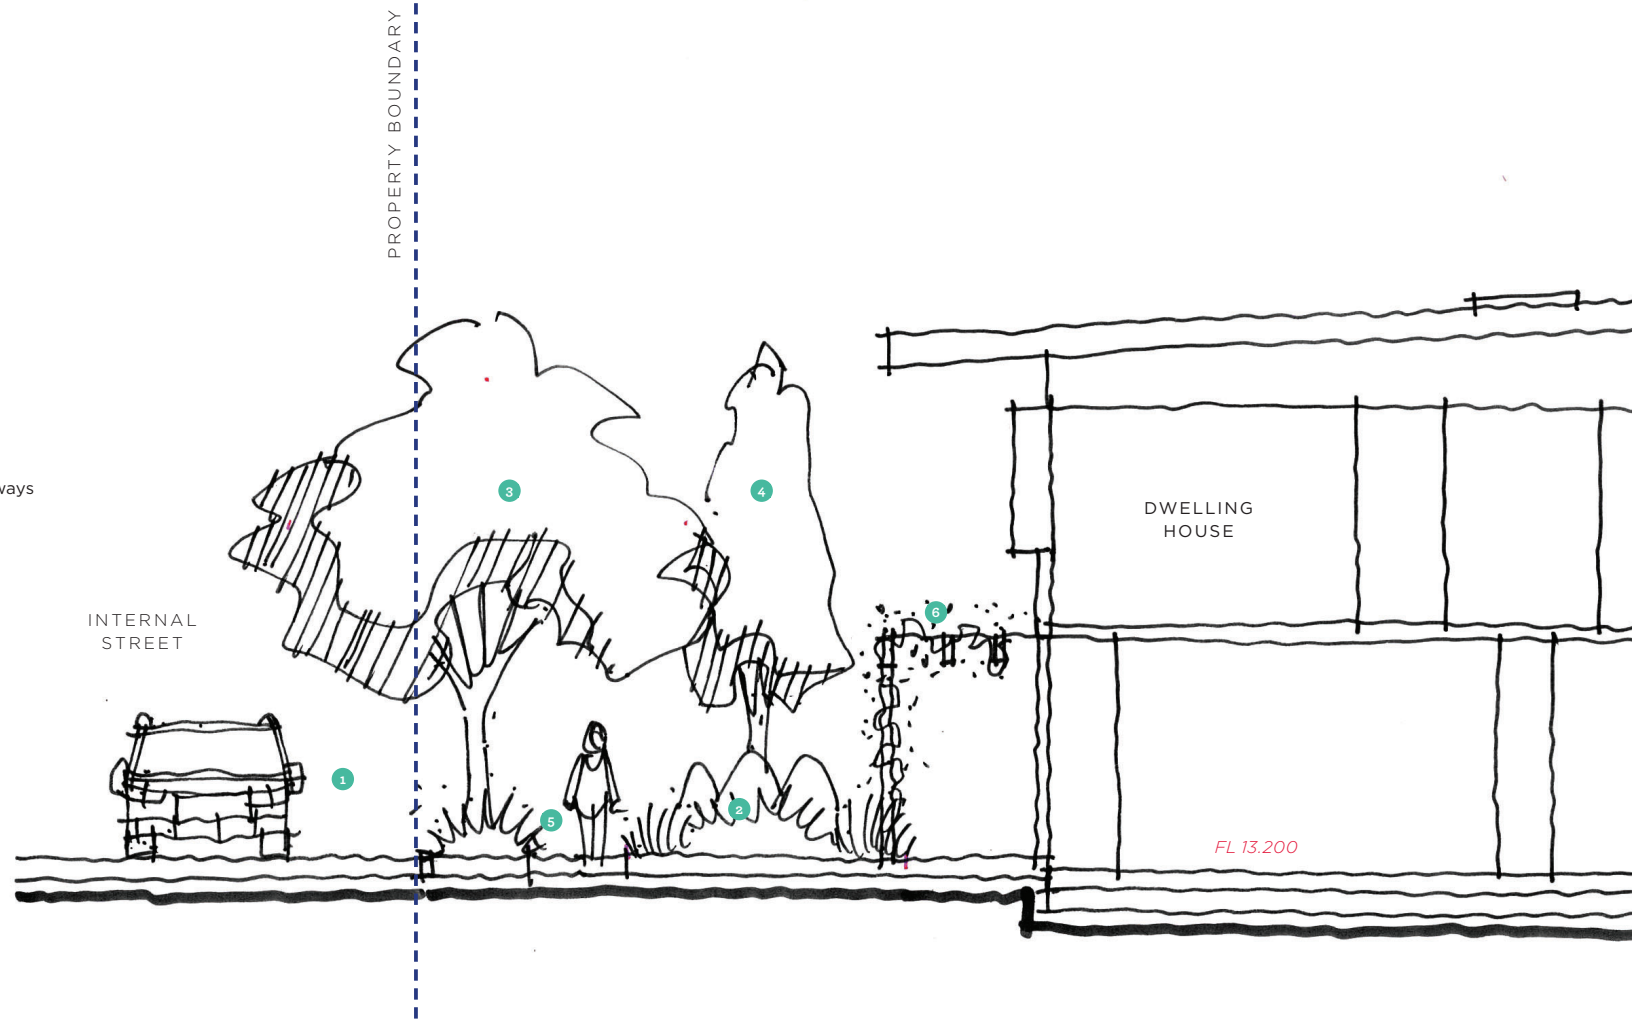 PROPERTY BOUNDARY
3
4
ways
DWELLING
HOUSE
6
INTERNAL
STREET
1
2
5
FL 13.200